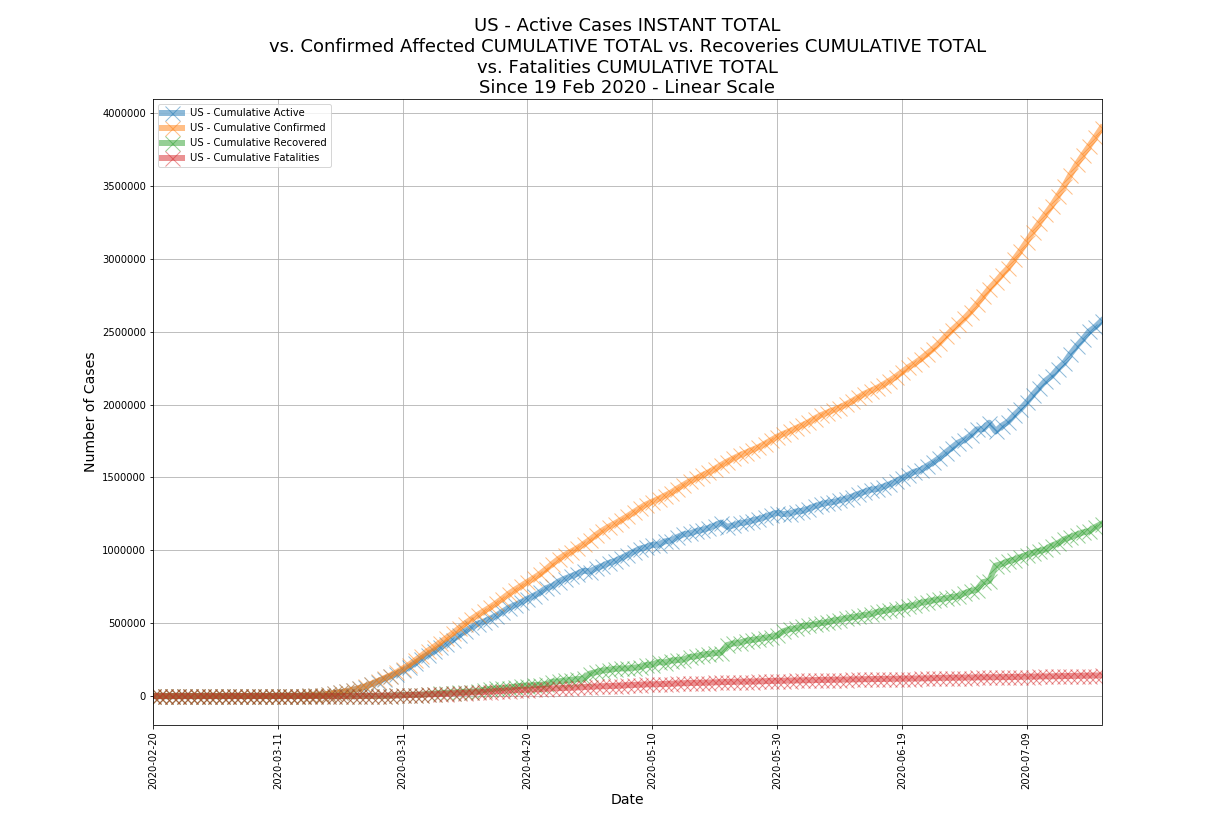 US - Active Cases INSTANT TOTAL
vs. Confirmed Affected CUMULATIVE TOTAL vs. Recoveries CUMULATIVE TOTAL
vs. Fatalities CUMULATIVE TOTAL
Since 19 Feb 2020 - Linear Scale
US - Cumulative Active
US - Cumulative Confirmed
US - Cumulative Recovered
US - Cumulative Fatalities
4000000
3500000
3000000
2500000
2000000
1500000
1000000
500000
0
Number of Cases
2020-02-20
2020-03-11
2020-03-31
2020-04-20
2020-05-10
2020-05-30
2020-06-19
2020-07-09
Date